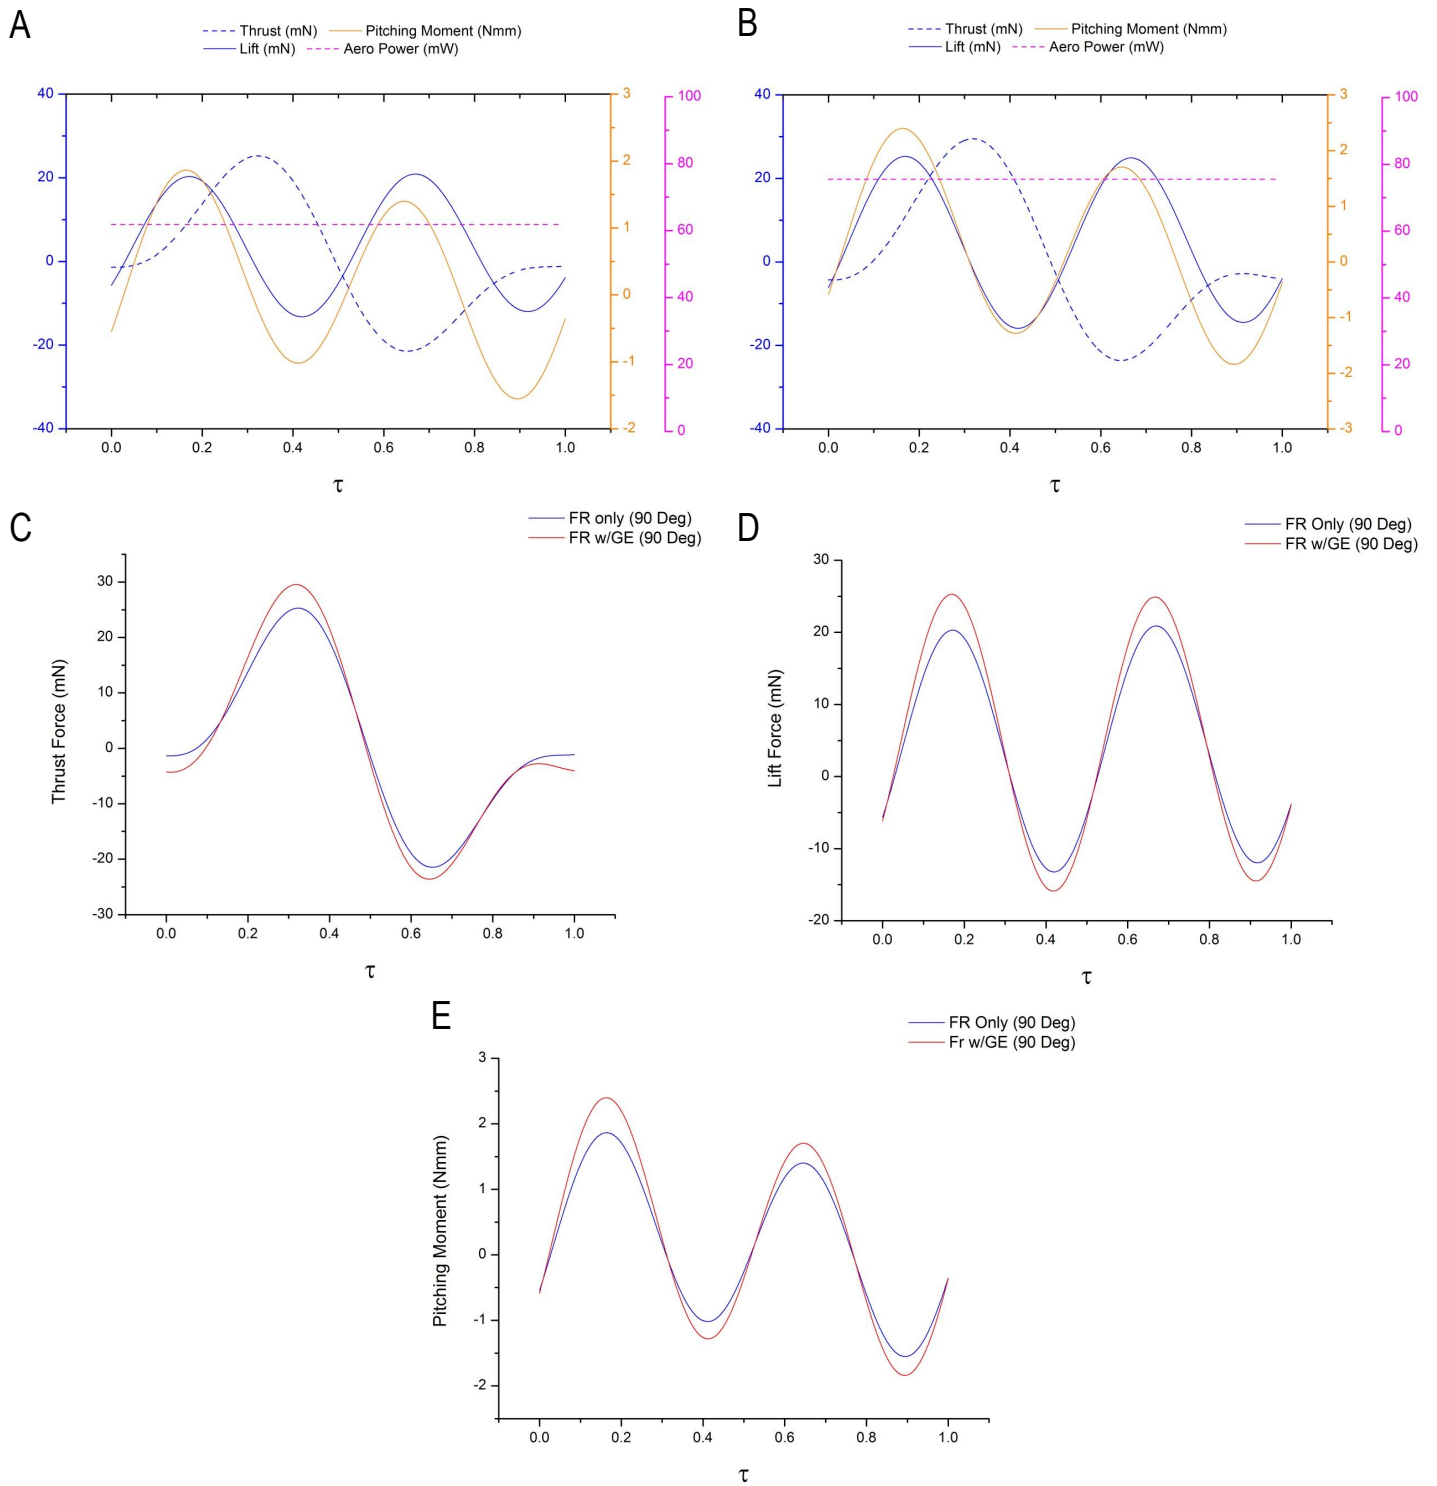 A
Thrust (mN) Pitching Moment (Nmm)
Lift (mN) Aero Power (mW)
40
20
0
-20
-40
3
2
1
0
-1
-2
100
80
60
40
20
0
0.0 0.2 0.4 0.6 0.8 1.0
τ
B
Thrust (mN) Pitching Moment (Nmm)
Lift (mN) Aero Power (mW)
40
20
0
-20
-40
3
2
1
0
-1
-2
-3
100
80
60
40
20
0
0.0 0.2 0.4 0.6 0.8 1.0
τ
C
FR only (90 Deg)
FR w/GE (90 Deg)
Thrust Force (mN)
30
20
10
0
-10
-20
-30
0.0 0.2 0.4 0.6 0.8 1.0
τ
D
FR Only (90 Deg)
FR w/GE (90 Deg)
Lift Force (mN)
30
20
10
0
-10
-20
0.0 0.2 0.4 0.6 0.8 1.0
τ
E
FR Only (90 Deg)
Fr w/GE (90 Deg)
Pitching Moment (Nmm)
3
2
1
0
-1
-2
0.0 0.2 0.4 0.6 0.8 1.0
τ